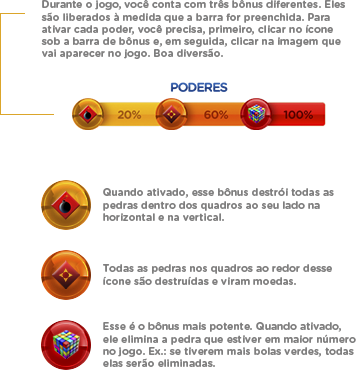 Durante o jogo, você conta com três bônus diferentes. Eles
são liberados à medida que a barra for preenchida. Para
ativar cada poder, você precisa, primeiro, clicar no ícone
sob a barra de bônus e, em seguida, clicar na imagem que
vai aparecer no jogo. Boa diversão.
PODERES
20% 60% 100%
Quando ativado, esse bônus destrói todas as
pedras dentro dos quadros ao seu lado na
horizontal e na vertical.
Todas as pedras nos quadros ao redor desse
ícone são destruídas e viram moedas.
Esse é o bônus mais potente. Quando ativado,
ele elimina a pedra que estiver em maior número
no jogo. Ex.: se tiverem mais bolas verdes, todas
elas serão eliminadas.